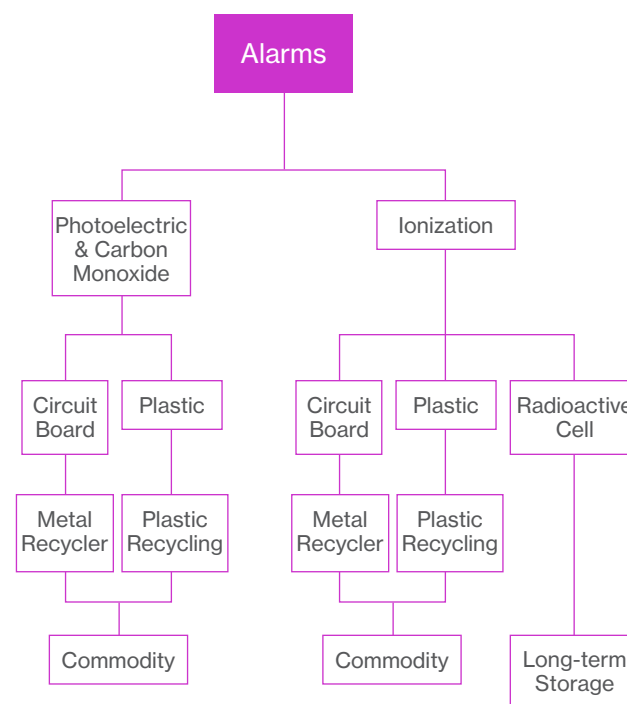 Alarms
Photoelectric
& Carbon
Monoxide
Ionization
Circuit
Board
Plastic
Circuit
Board
Plastic
Radioactive
Cell
Metal
Recycler
Plastic
Recycling
Metal
Recycler
Plastic
Recycling
Commodity
Commodity
Long-term
Storage